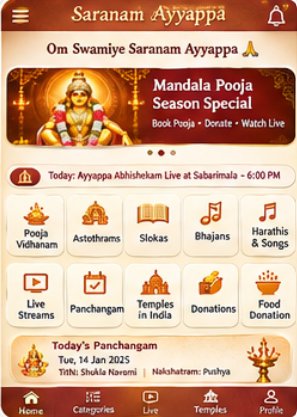 Saranam Ayyappa
Om Swamiye Saranam Ayyappa 🙏
Mandala Pooja
Season Special
Book Pooja • Donate • Watch Live
Today: Ayyappa Abhishekam Live at Sabarimala - 6:00 PM
Pooja
Vidhanam
Astothrams
Slokas
Bhajans
Harathis
& Songs
Live
Streams
Panchangam
Temples
in India
Donations
Food
Donation
Today's Panchangam
Tue, 14 Jan 2025
Tithi: Shukla Navami | Nakshatram: Pushya
Home
Categories
Live
Temples
Profile